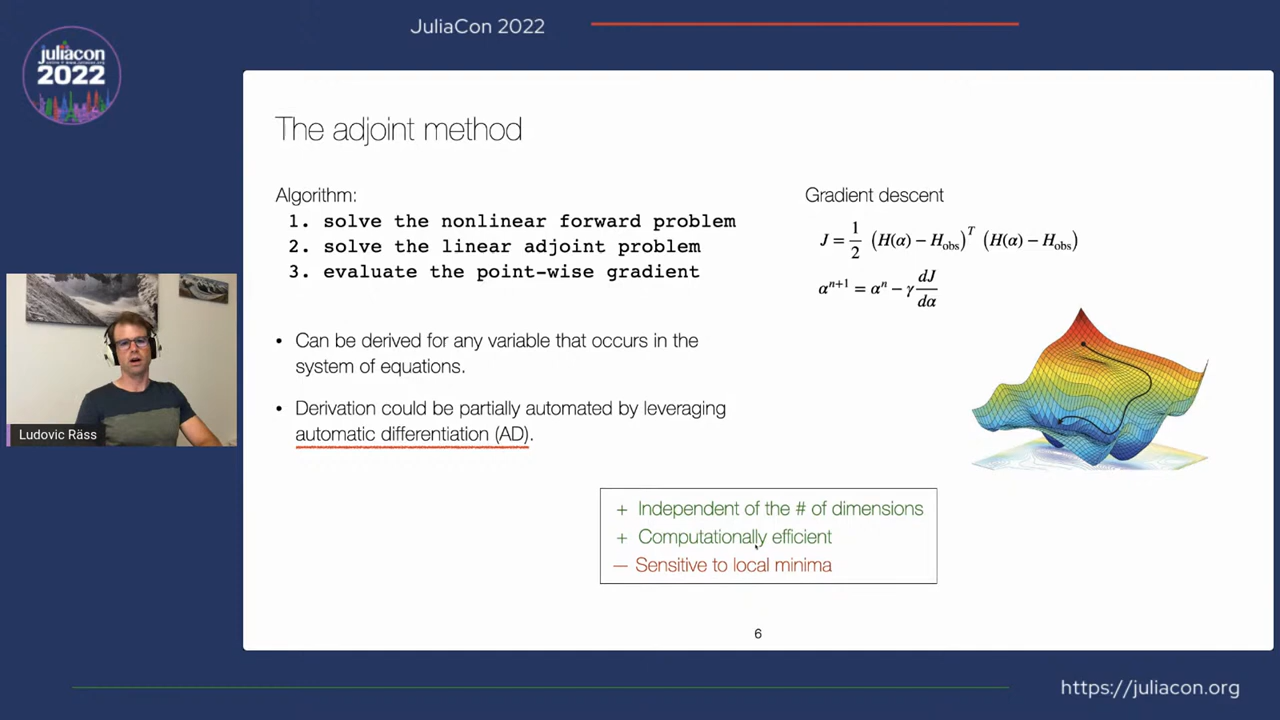 JuliaCon 2022
juliacon
2022
The adjoint method
Algorithm:
1. solve the nonlinear forward problem
2. solve the linear adjoint problem
3. evaluate the point-wise gradient
• Can be derived for any variable that occurs in the
system of equations.
• Derivation could be partially automated by leveraging
automatic differentiation (AD).
Gradient descent
J = 1/2 (H(α) − H_obs)^T (H(α) − H_obs)
α^{n+1} = α^n − γ dJ/dα
+ Independent of the # of dimensions
+ Computationally efficient
— Sensitive to local minima
6
Ludovic Räss
https://juliacon.org